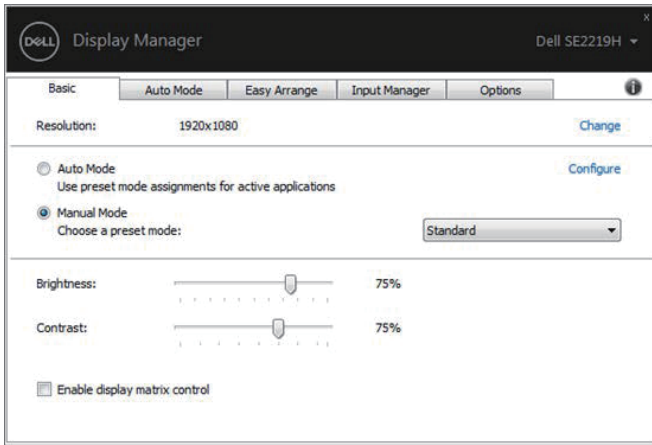 x
DELL Display Manager
Dell SE2219H
Basic Auto Mode Easy Arrange Input Manager Options i
Resolution: 1920x1080 Change
Auto Mode Configure
Use preset mode assignments for active applications
Manual Mode
Choose a preset mode: Standard
Brightness: 75%
Contrast: 75%
Enable display matrix control